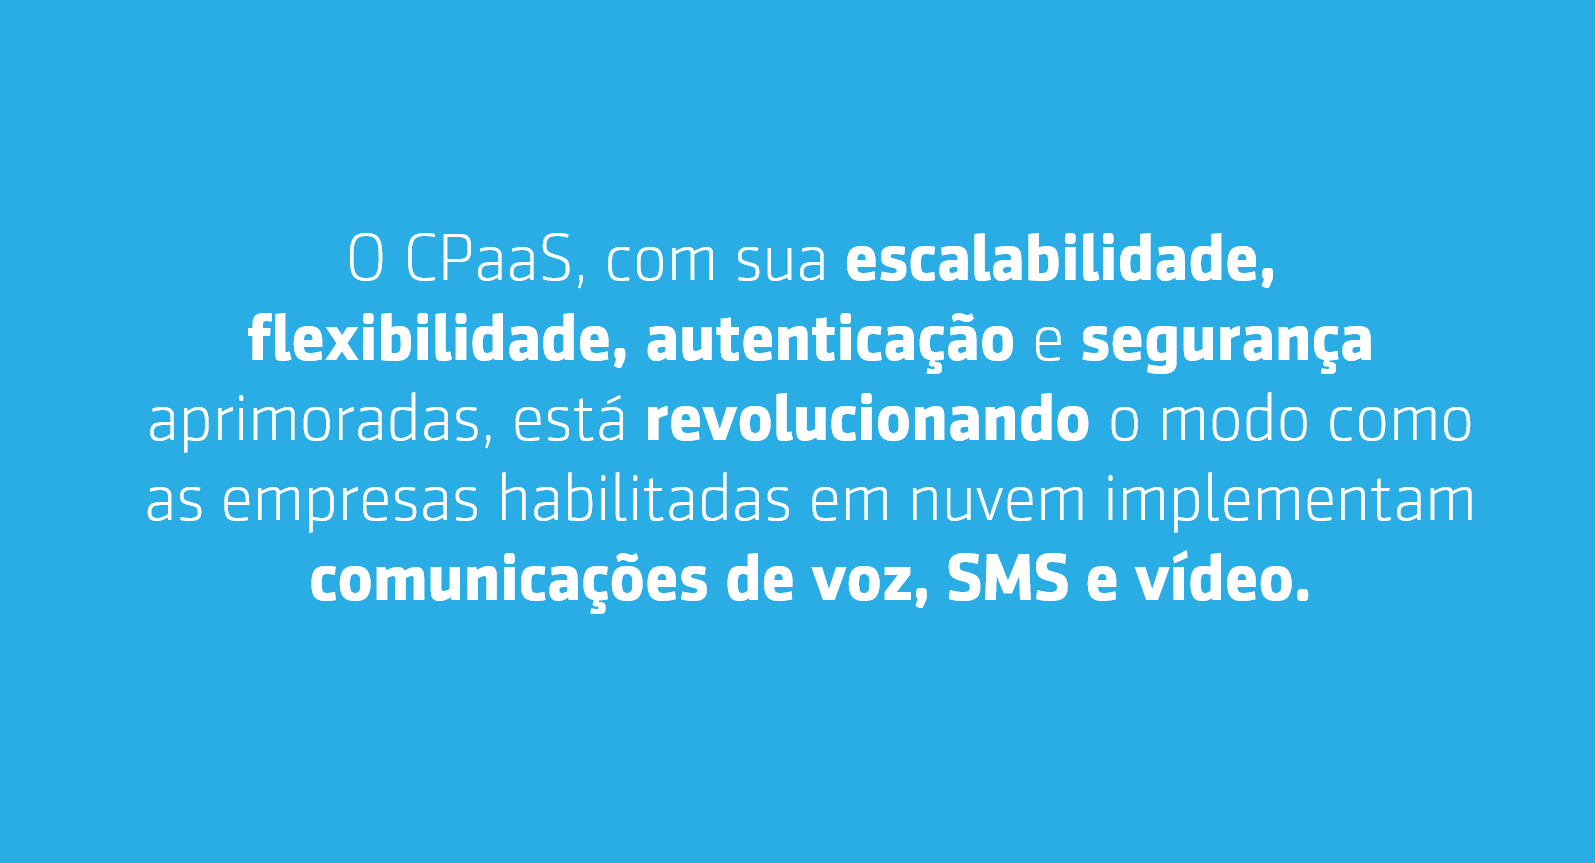 O CPaaS, com sua escalabilidade,
flexibilidade, autenticação e segurança
aprimoradas, está revolucionando o modo como
as empresas habilitadas em nuvem implementam
comunicações de voz, SMS e vídeo.